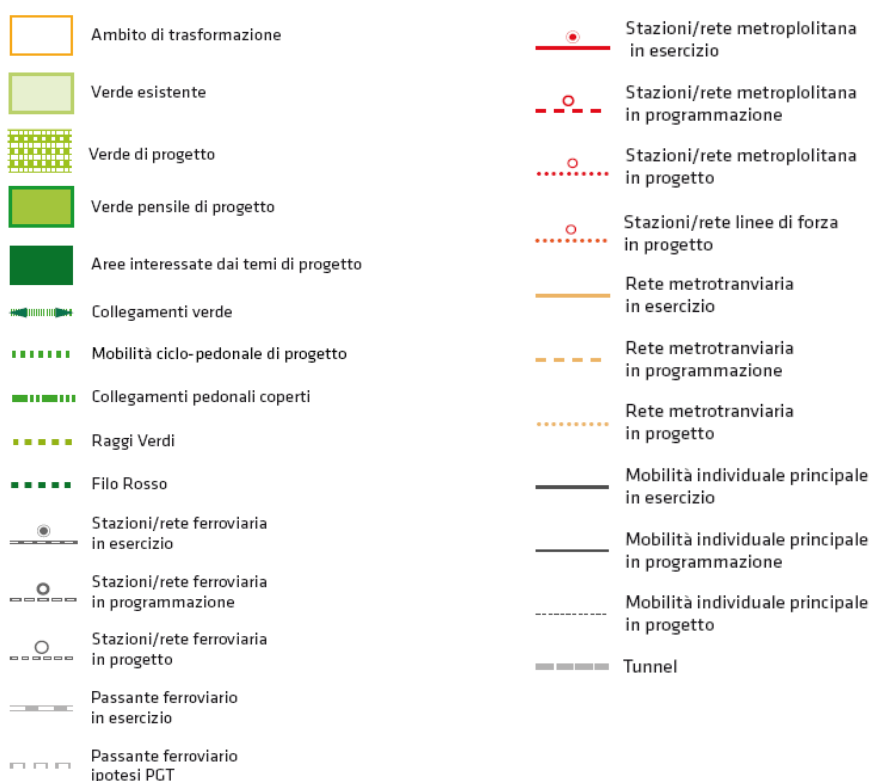 Ambito di trasformazione
Verde esistente
Verde di progetto
Verde pensile di progetto
Aree interessate dai temi di progetto
Collegamenti verde
Mobilità ciclo-pedonale di progetto
Collegamenti pedonali coperti
Raggi Verdi
Filo Rosso
Stazioni/rete ferroviaria
in esercizio
Stazioni/rete ferroviaria
in programmazione
Stazioni/rete ferroviaria
in progetto
Passante ferroviario
in esercizio
Passante ferroviario
ipotesi PGT
Stazioni/rete metroplolitana
in esercizio
Stazioni/rete metroplolitana
in programmazione
Stazioni/rete metroplolitana
in progetto
Stazioni/rete linee di forza
in progetto
Rete metrotranviaria
in esercizio
Rete metrotranviaria
in programmazione
Rete metrotranviaria
in progetto
Mobilità individuale principale
in esercizio
Mobilità individuale principale
in programmazione
Mobilità individuale principale
in progetto
Tunnel